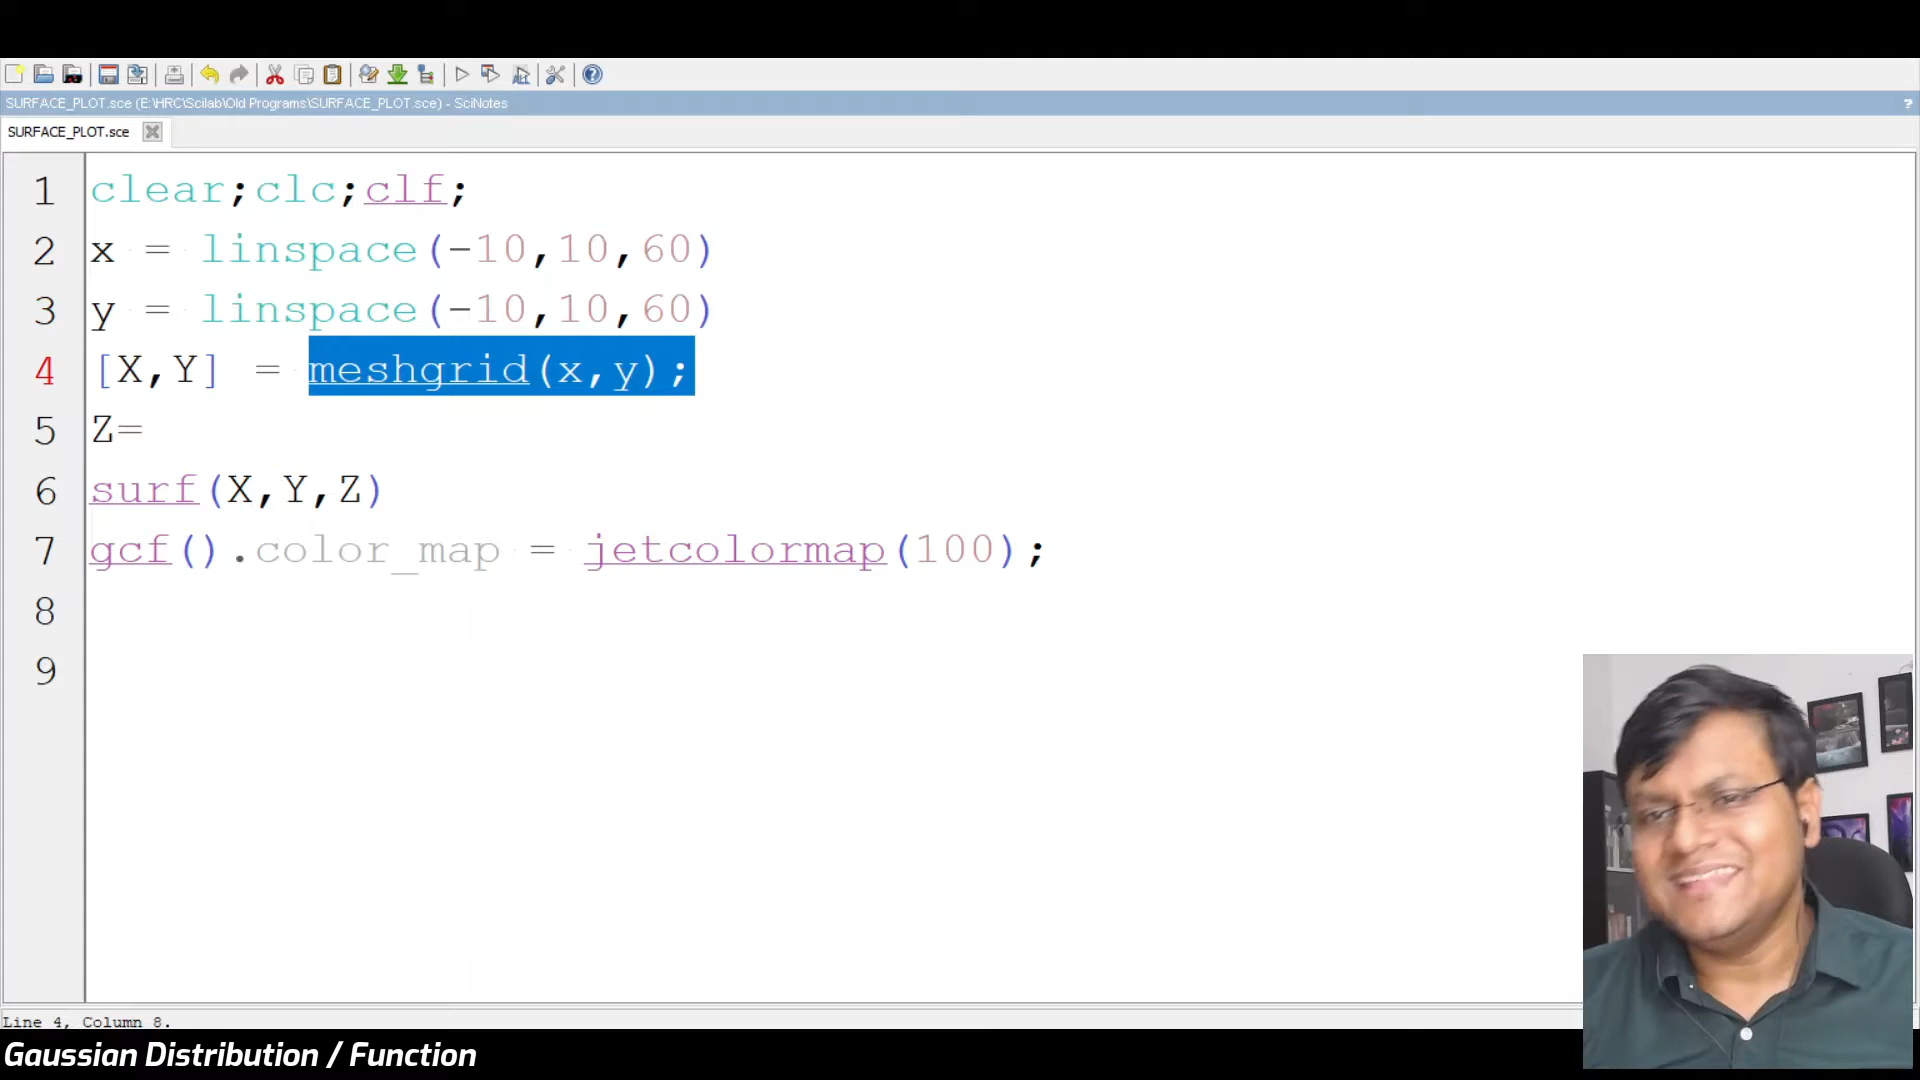 SURFACE_PLOT.sce (E:\HRC\Scilab\Old Programs\SURFACE_PLOT.sce) - SciNotes
?
SURFACE_PLOT.sce
1 clear;clc;clf;
2 x = linspace(-10,10,60)
3 y = linspace(-10,10,60)
4 [X,Y] = meshgrid(x,y);
5 Z=
6 surf(X,Y,Z)
7 gcf().color_map = jetcolormap(100);
8
9
Line 4, Column 8.
Gaussian Distribution / Function